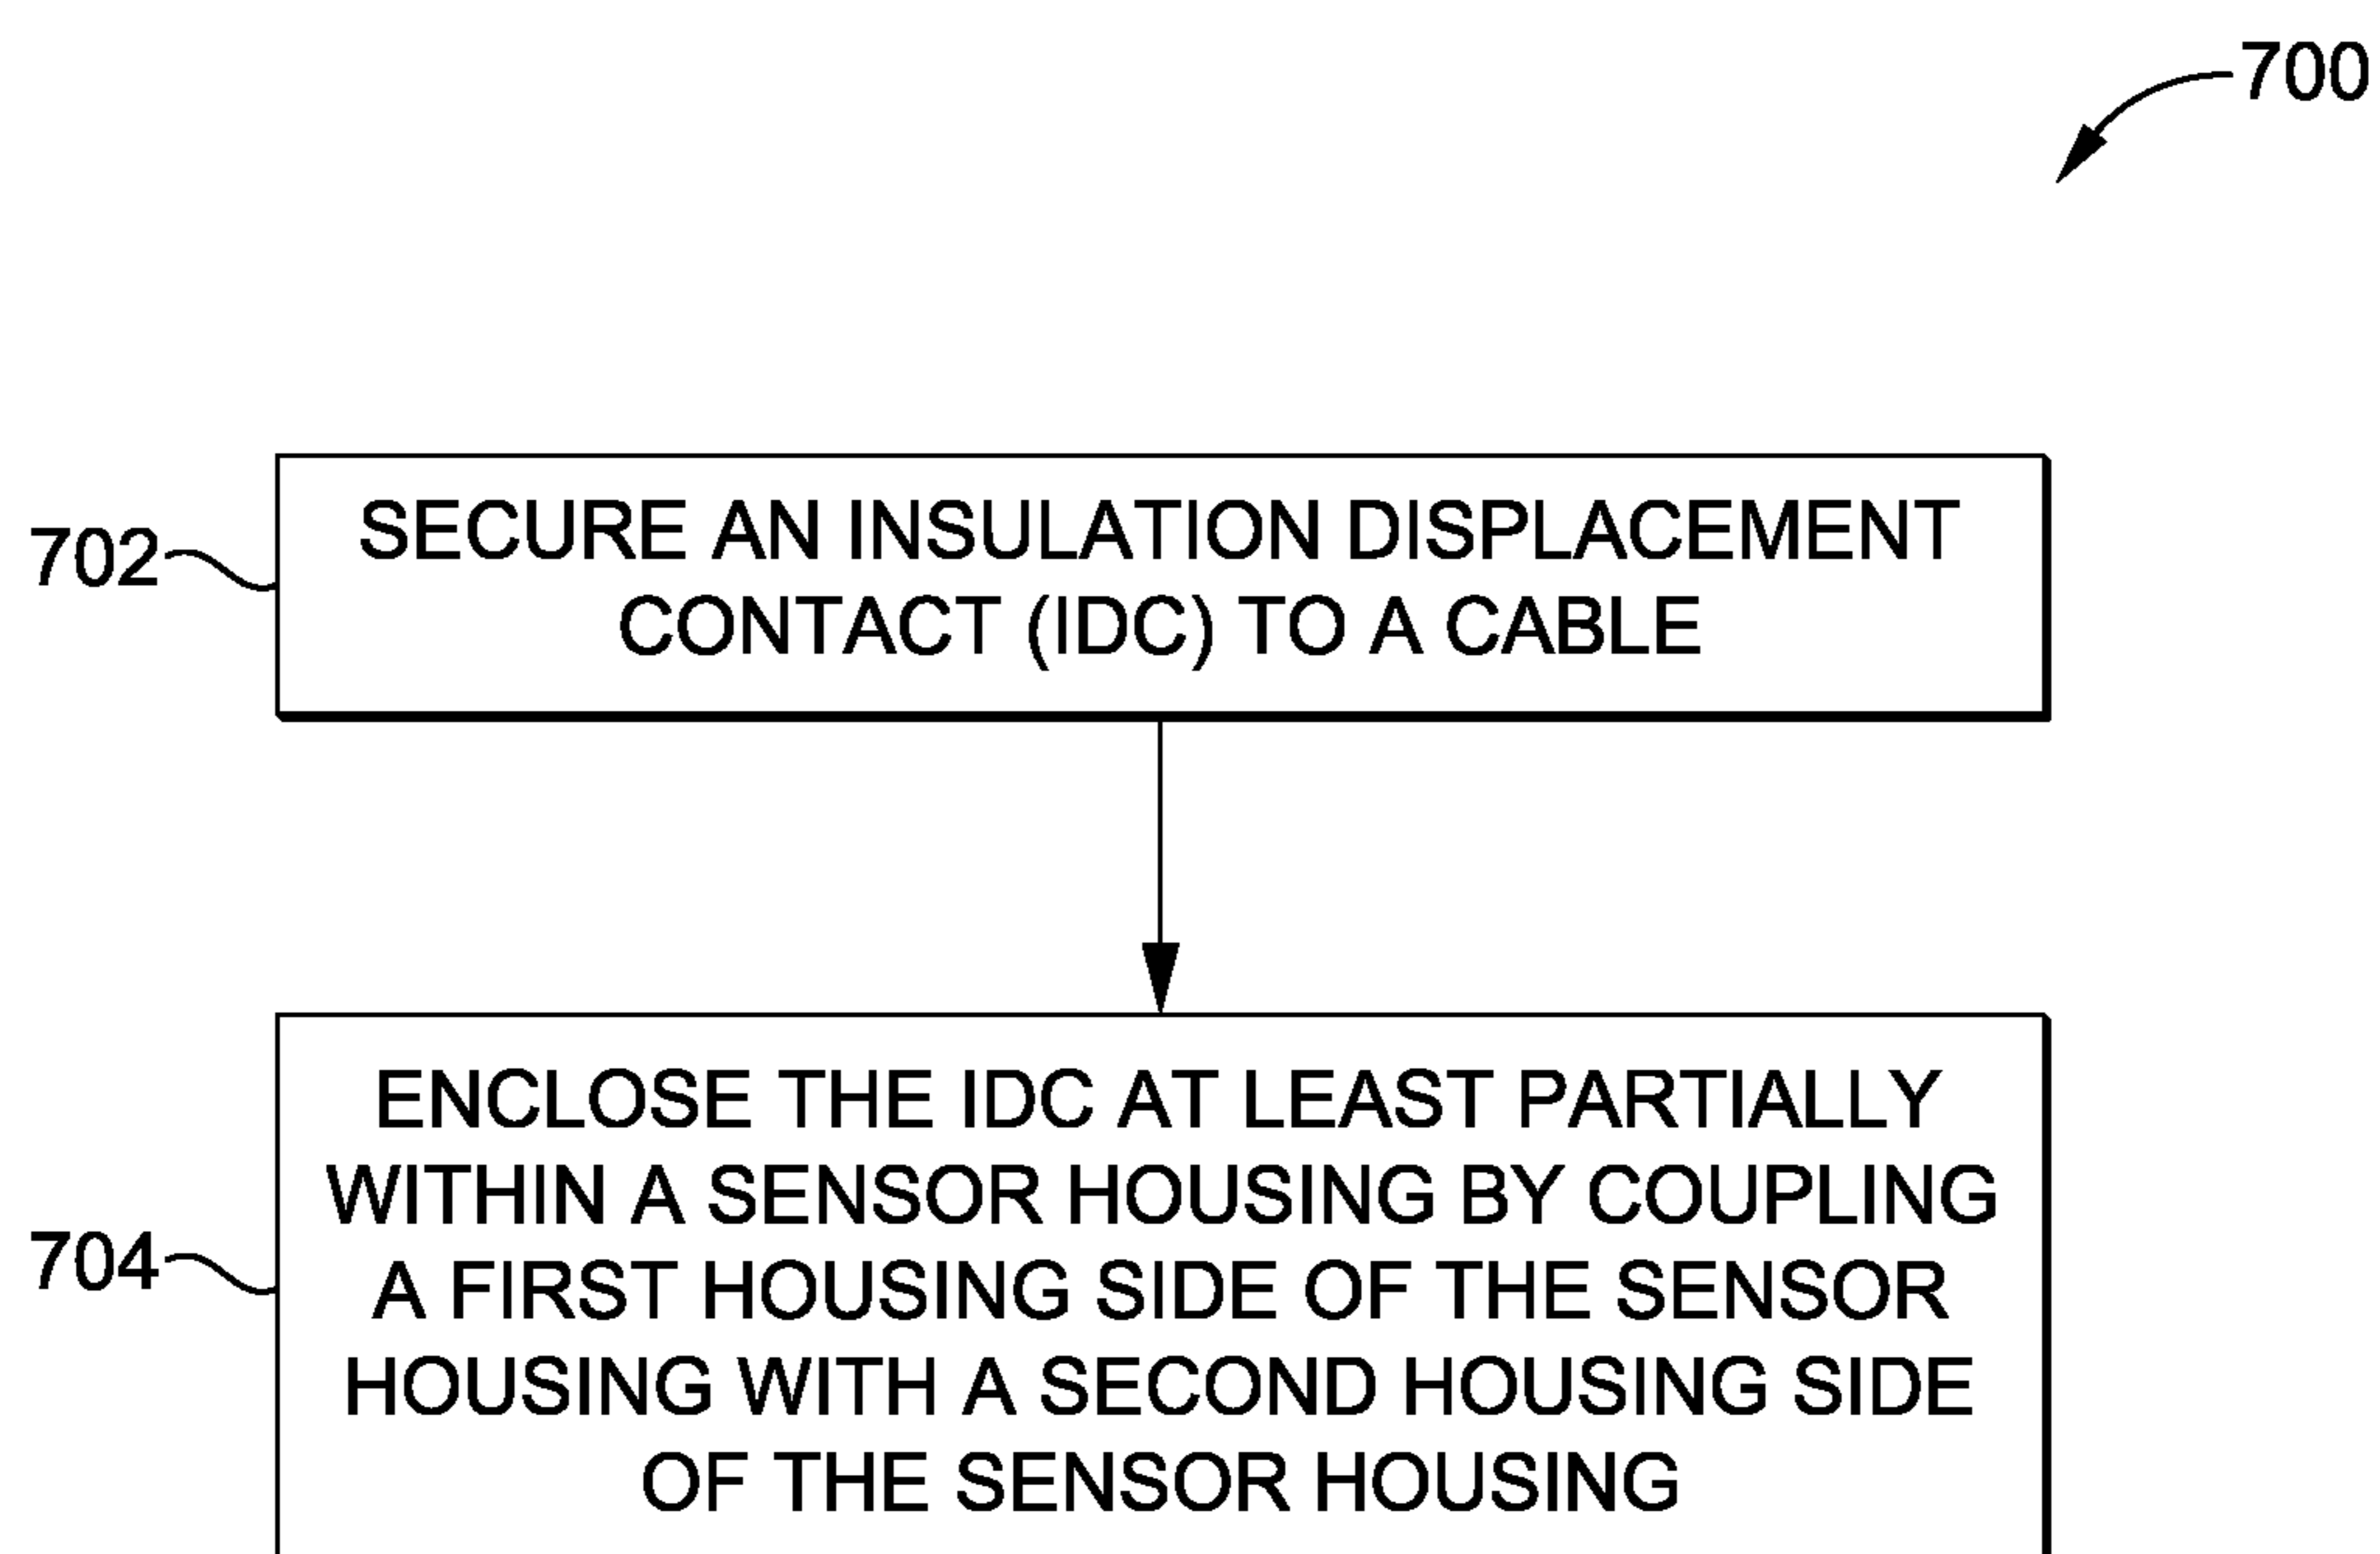 700
702
SECURE AN INSULATION DISPLACEMENT
CONTACT (IDC) TO A CABLE
704
ENCLOSE THE IDC AT LEAST PARTIALLY
WITHIN A SENSOR HOUSING BY COUPLING
A FIRST HOUSING SIDE OF THE SENSOR
HOUSING WITH A SECOND HOUSING SIDE
OF THE SENSOR HOUSING